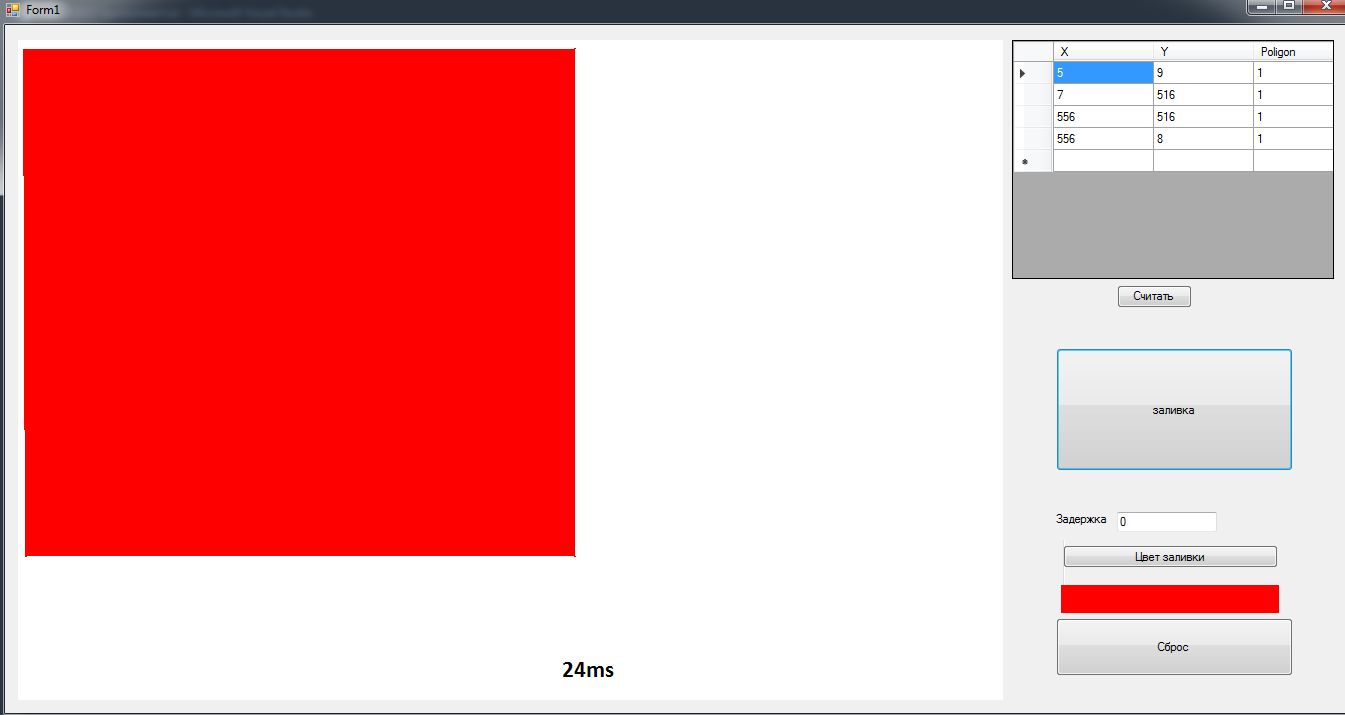 Form1
X Y Poligon
5 9 1
7 516 1
556 516 1
556 8 1
Считать
заливка
Задержка 0
Цвет заливки
Сброс
24ms